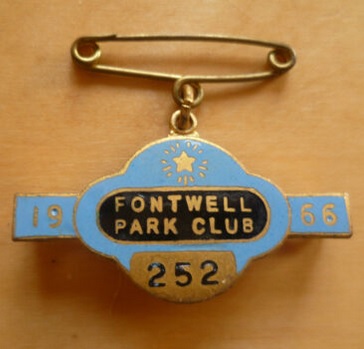 19 66
FONTWELL
PARK CLUB
252